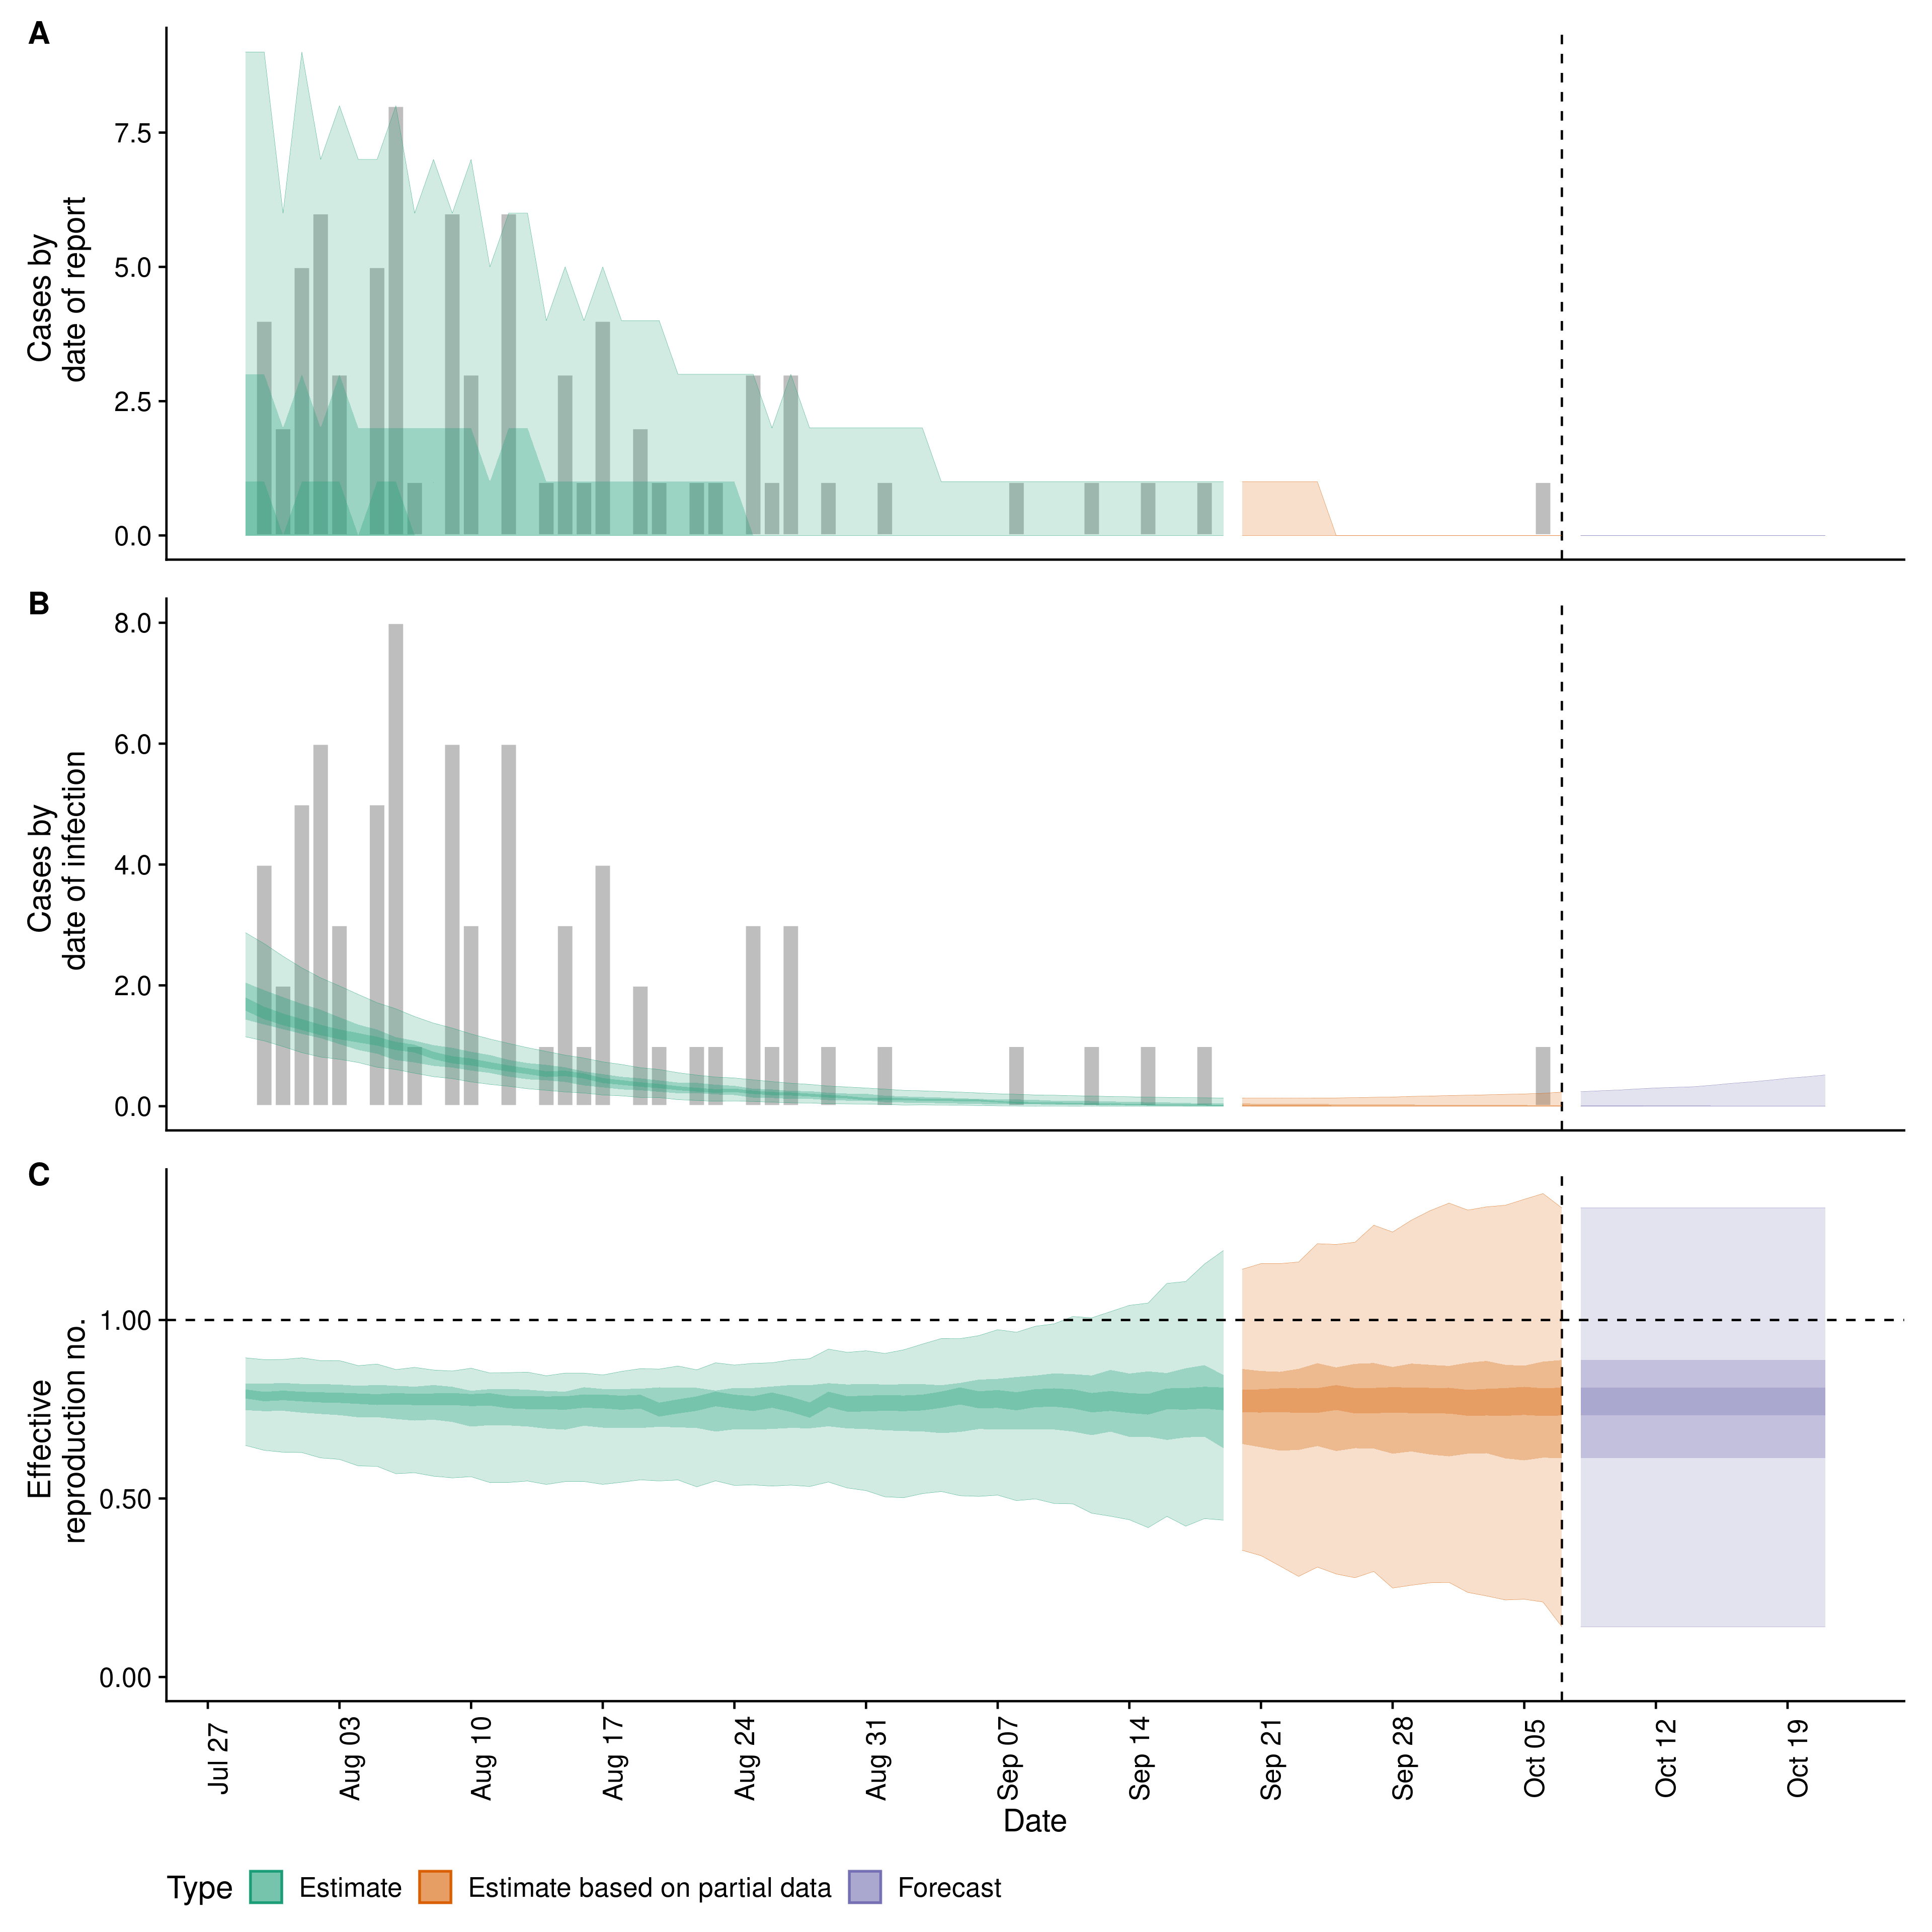 A
Cases by
date of report
7.5
5.0
2.5
0.0
B
Cases by
date of infection
8.0
6.0
4.0
2.0
0.0
C
Effective
reproduction no.
1.00
0.50
0.00
Jul 27
Aug 03
Aug 10
Aug 17
Aug 24
Aug 31
Sep 07
Sep 14
Sep 21
Sep 28
Oct 05
Oct 12
Oct 19
Date
Type Estimate Estimate based on partial data Forecast